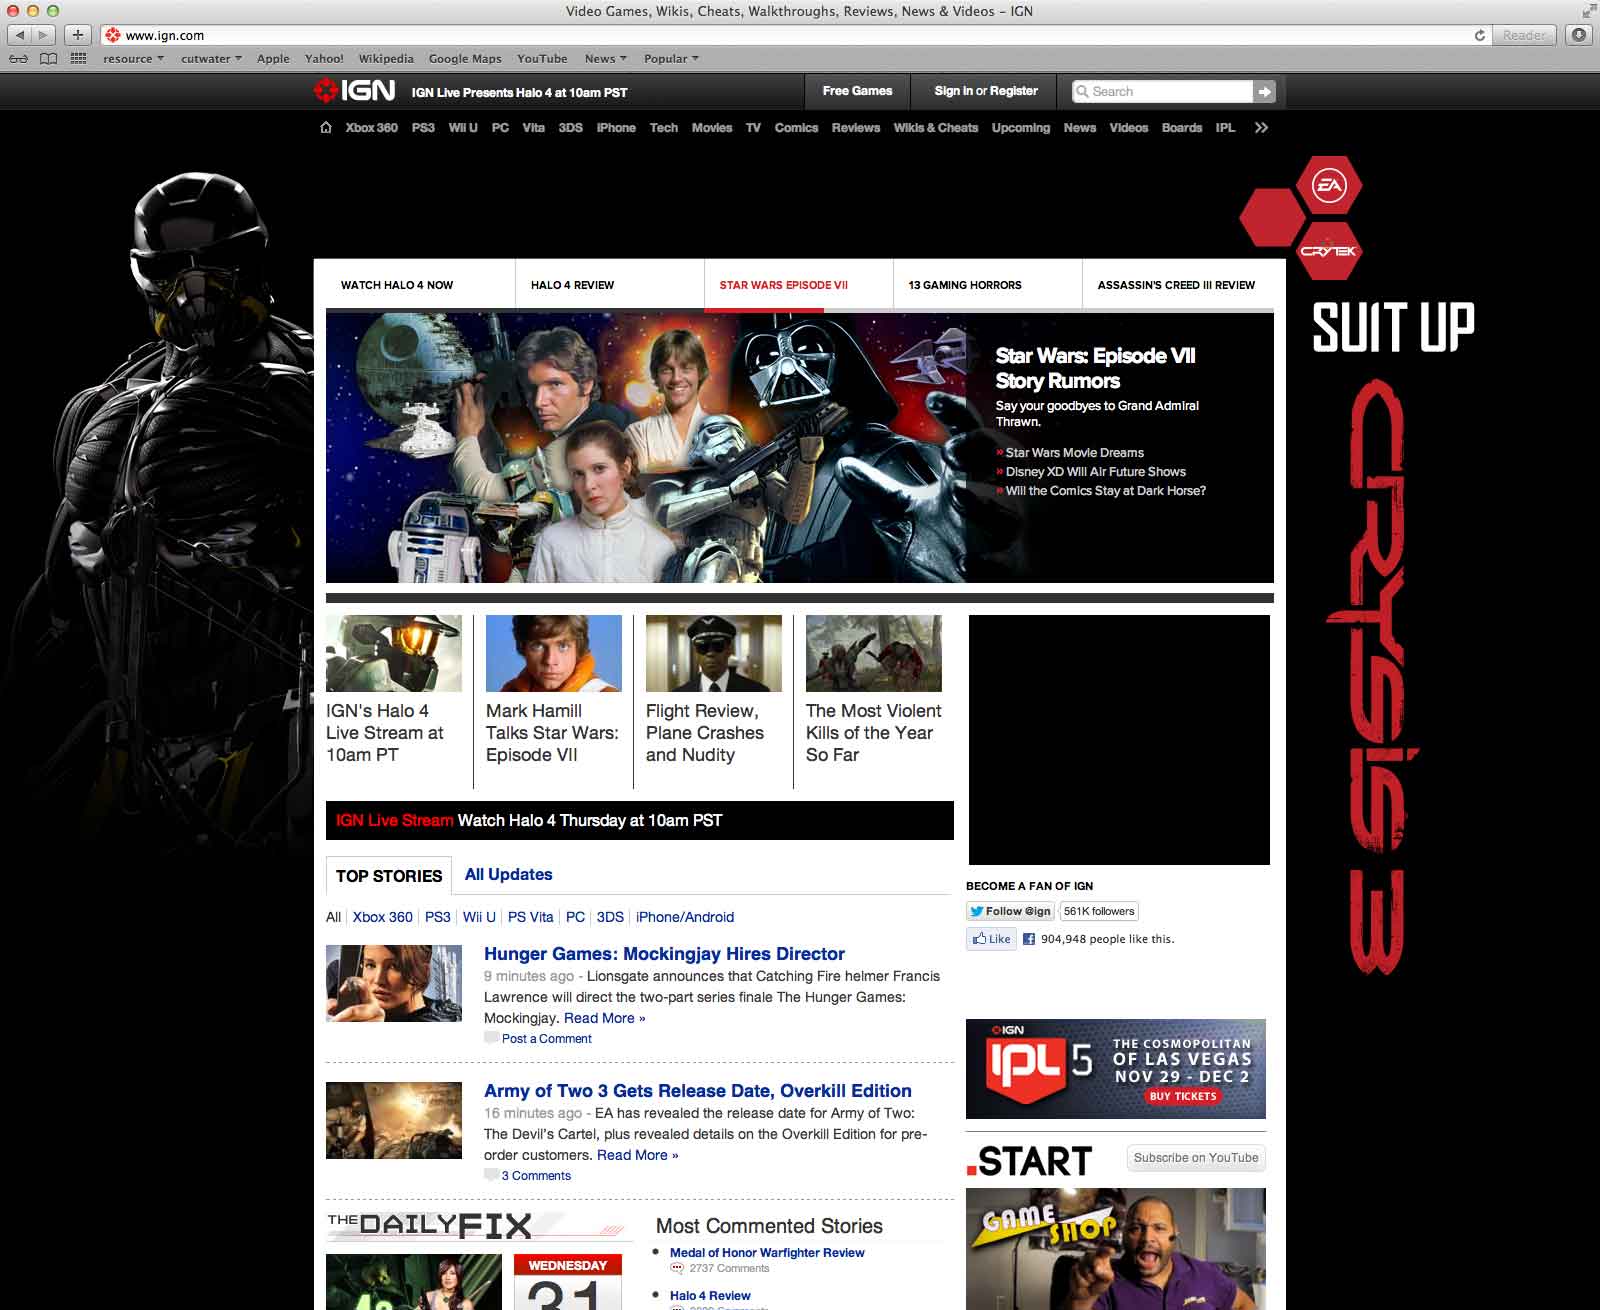 Video Games, Wikis, Cheats, Walkthroughs, Reviews, News & Videos – IGN
www.ign.com
Reader
resource
cutwater
Apple
Yahoo!
Wikipedia
Google Maps
YouTube
News
Popular
IGN
IGN Live Presents Halo 4 at 10am PST
Free Games
Sign in or Register
Search
Xbox 360
PS3
Wii U
PC
Vita
3DS
iPhone
Tech
Movies
TV
Comics
Reviews
Wikis & Cheats
Upcoming
News
Videos
Boards
IPL
EA
CRYTEK
SUIT UP
CRYSIS 3
WATCH HALO 4 NOW
HALO 4 REVIEW
STAR WARS EPISODE VII
13 GAMING HORRORS
ASSASSIN'S CREED III REVIEW
Star Wars: Episode VII
Story Rumors
Say your goodbyes to Grand Admiral
Thrawn.
» Star Wars Movie Dreams
» Disney XD Will Air Future Shows
» Will the Comics Stay at Dark Horse?
IGN's Halo 4
Live Stream at
10am PT
Mark Hamill
Talks Star Wars:
Episode VII
Flight Review,
Plane Crashes
and Nudity
The Most Violent
Kills of the Year
So Far
IGN Live Stream Watch Halo 4 Thursday at 10am PST
TOP STORIES
All Updates
All
Xbox 360
PS3
Wii U
PS Vita
PC
3DS
iPhone/Android
Hunger Games: Mockingjay Hires Director
9 minutes ago - Lionsgate announces that Catching Fire helmer Francis
Lawrence will direct the two-part series finale The Hunger Games:
Mockingjay. Read More »
Post a Comment
Army of Two 3 Gets Release Date, Overkill Edition
16 minutes ago - EA has revealed the release date for Army of Two:
The Devil's Cartel, plus revealed details on the Overkill Edition for pre-
order customers. Read More »
3 Comments
THE DAILY FIX
WEDNESDAY
31
Most Commented Stories
Medal of Honor Warfighter Review
2737 Comments
Halo 4 Review
BECOME A FAN OF IGN
Follow @ign
561K followers
Like
904,948 people like this.
IGN
IPL 5
THE COSMOPOLITAN
OF LAS VEGAS
NOV 29 - DEC 2
BUY TICKETS
.START
Subscribe on YouTube
GAME
SHOP